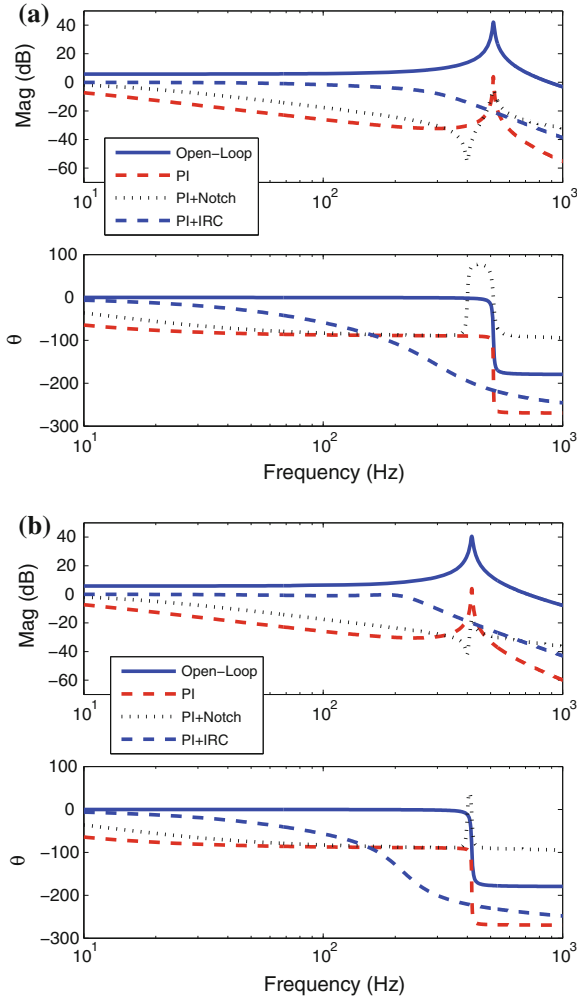 (a)
Mag (dB)
40
20
0
−20
−40
−60
Open−Loop
PI
PI+Notch
PI+IRC
10^1
10^2
10^3
θ
100
0
−100
−200
−300
10^1
10^2
10^3
Frequency (Hz)
(b)
Mag (dB)
40
20
0
−20
−40
−60
Open−Loop
PI
PI+Notch
PI+IRC
10^1
10^2
10^3
θ
100
0
−100
−200
−300
10^1
10^2
10^3
Frequency (Hz)